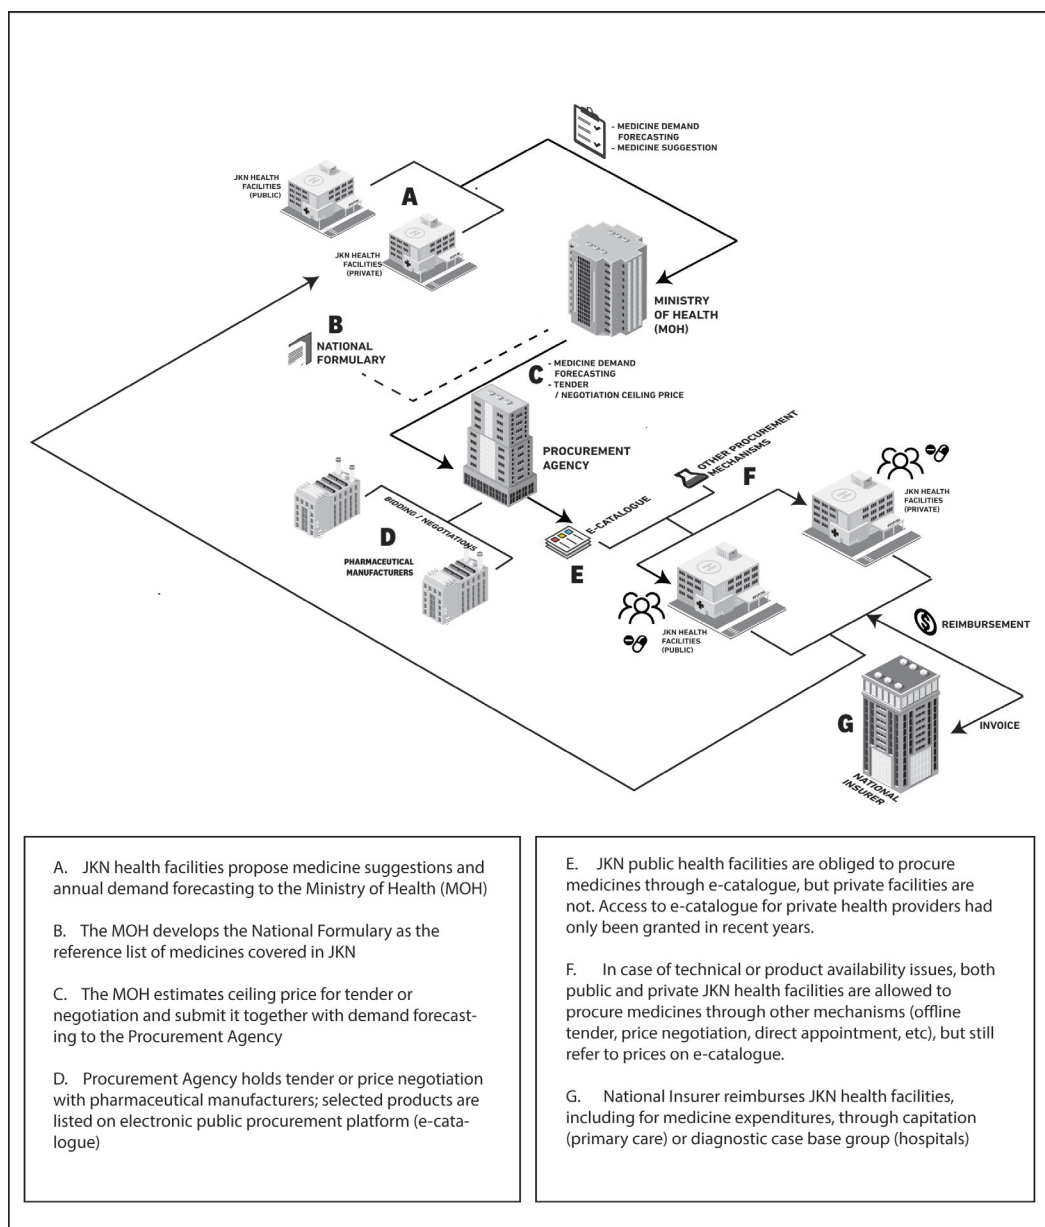 - MEDICINE DEMAND
FORECASTING
- MEDICINE SUGGESTION
JKN HEALTH
FACILITIES
(PUBLIC)
A
JKN HEALTH
FACILITIES
(PRIVATE)
MINISTRY
OF HEALTH
(MOH)
B
NATIONAL
FORMULARY
C
- MEDICINE DEMAND
FORECASTING
- TENDER
/ NEGOTIATION CEILING PRICE
PROCUREMENT
AGENCY
OTHER PROCUREMENT
MECHANISMS
F
JKN HEALTH
FACILITIES
(PRIVATE)
BIDDING / NEGOTIATIONS
D
PHARMACEUTICAL
MANUFACTURERS
E-CATALOGUE
E
JKN HEALTH
FACILITIES
(PUBLIC)
REIMBURSEMENT
G
INVOICE
NATIONAL
INSURER
A. JKN health facilities propose medicine suggestions and
annual demand forecasting to the Ministry of Health (MOH)
B. The MOH develops the National Formulary as the
reference list of medicines covered in JKN
C. The MOH estimates ceiling price for tender or
negotiation and submit it together with demand forecast-
ing to the Procurement Agency
D. Procurement Agency holds tender or price negotiation
with pharmaceutical manufacturers; selected products are
listed on electronic public procurement platform (e-cata-
logue)
E. JKN public health facilities are obliged to procure
medicines through e-catalogue, but private facilities are
not. Access to e-catalogue for private health providers had
only been granted in recent years.
F. In case of technical or product availability issues, both
public and private JKN health facilities are allowed to
procure medicines through other mechanisms (offline
tender, price negotiation, direct appointment, etc), but still
refer to prices on e-catalogue.
G. National Insurer reimburses JKN health facilities,
including for medicine expenditures, through capitation
(primary care) or diagnostic case base group (hospitals)